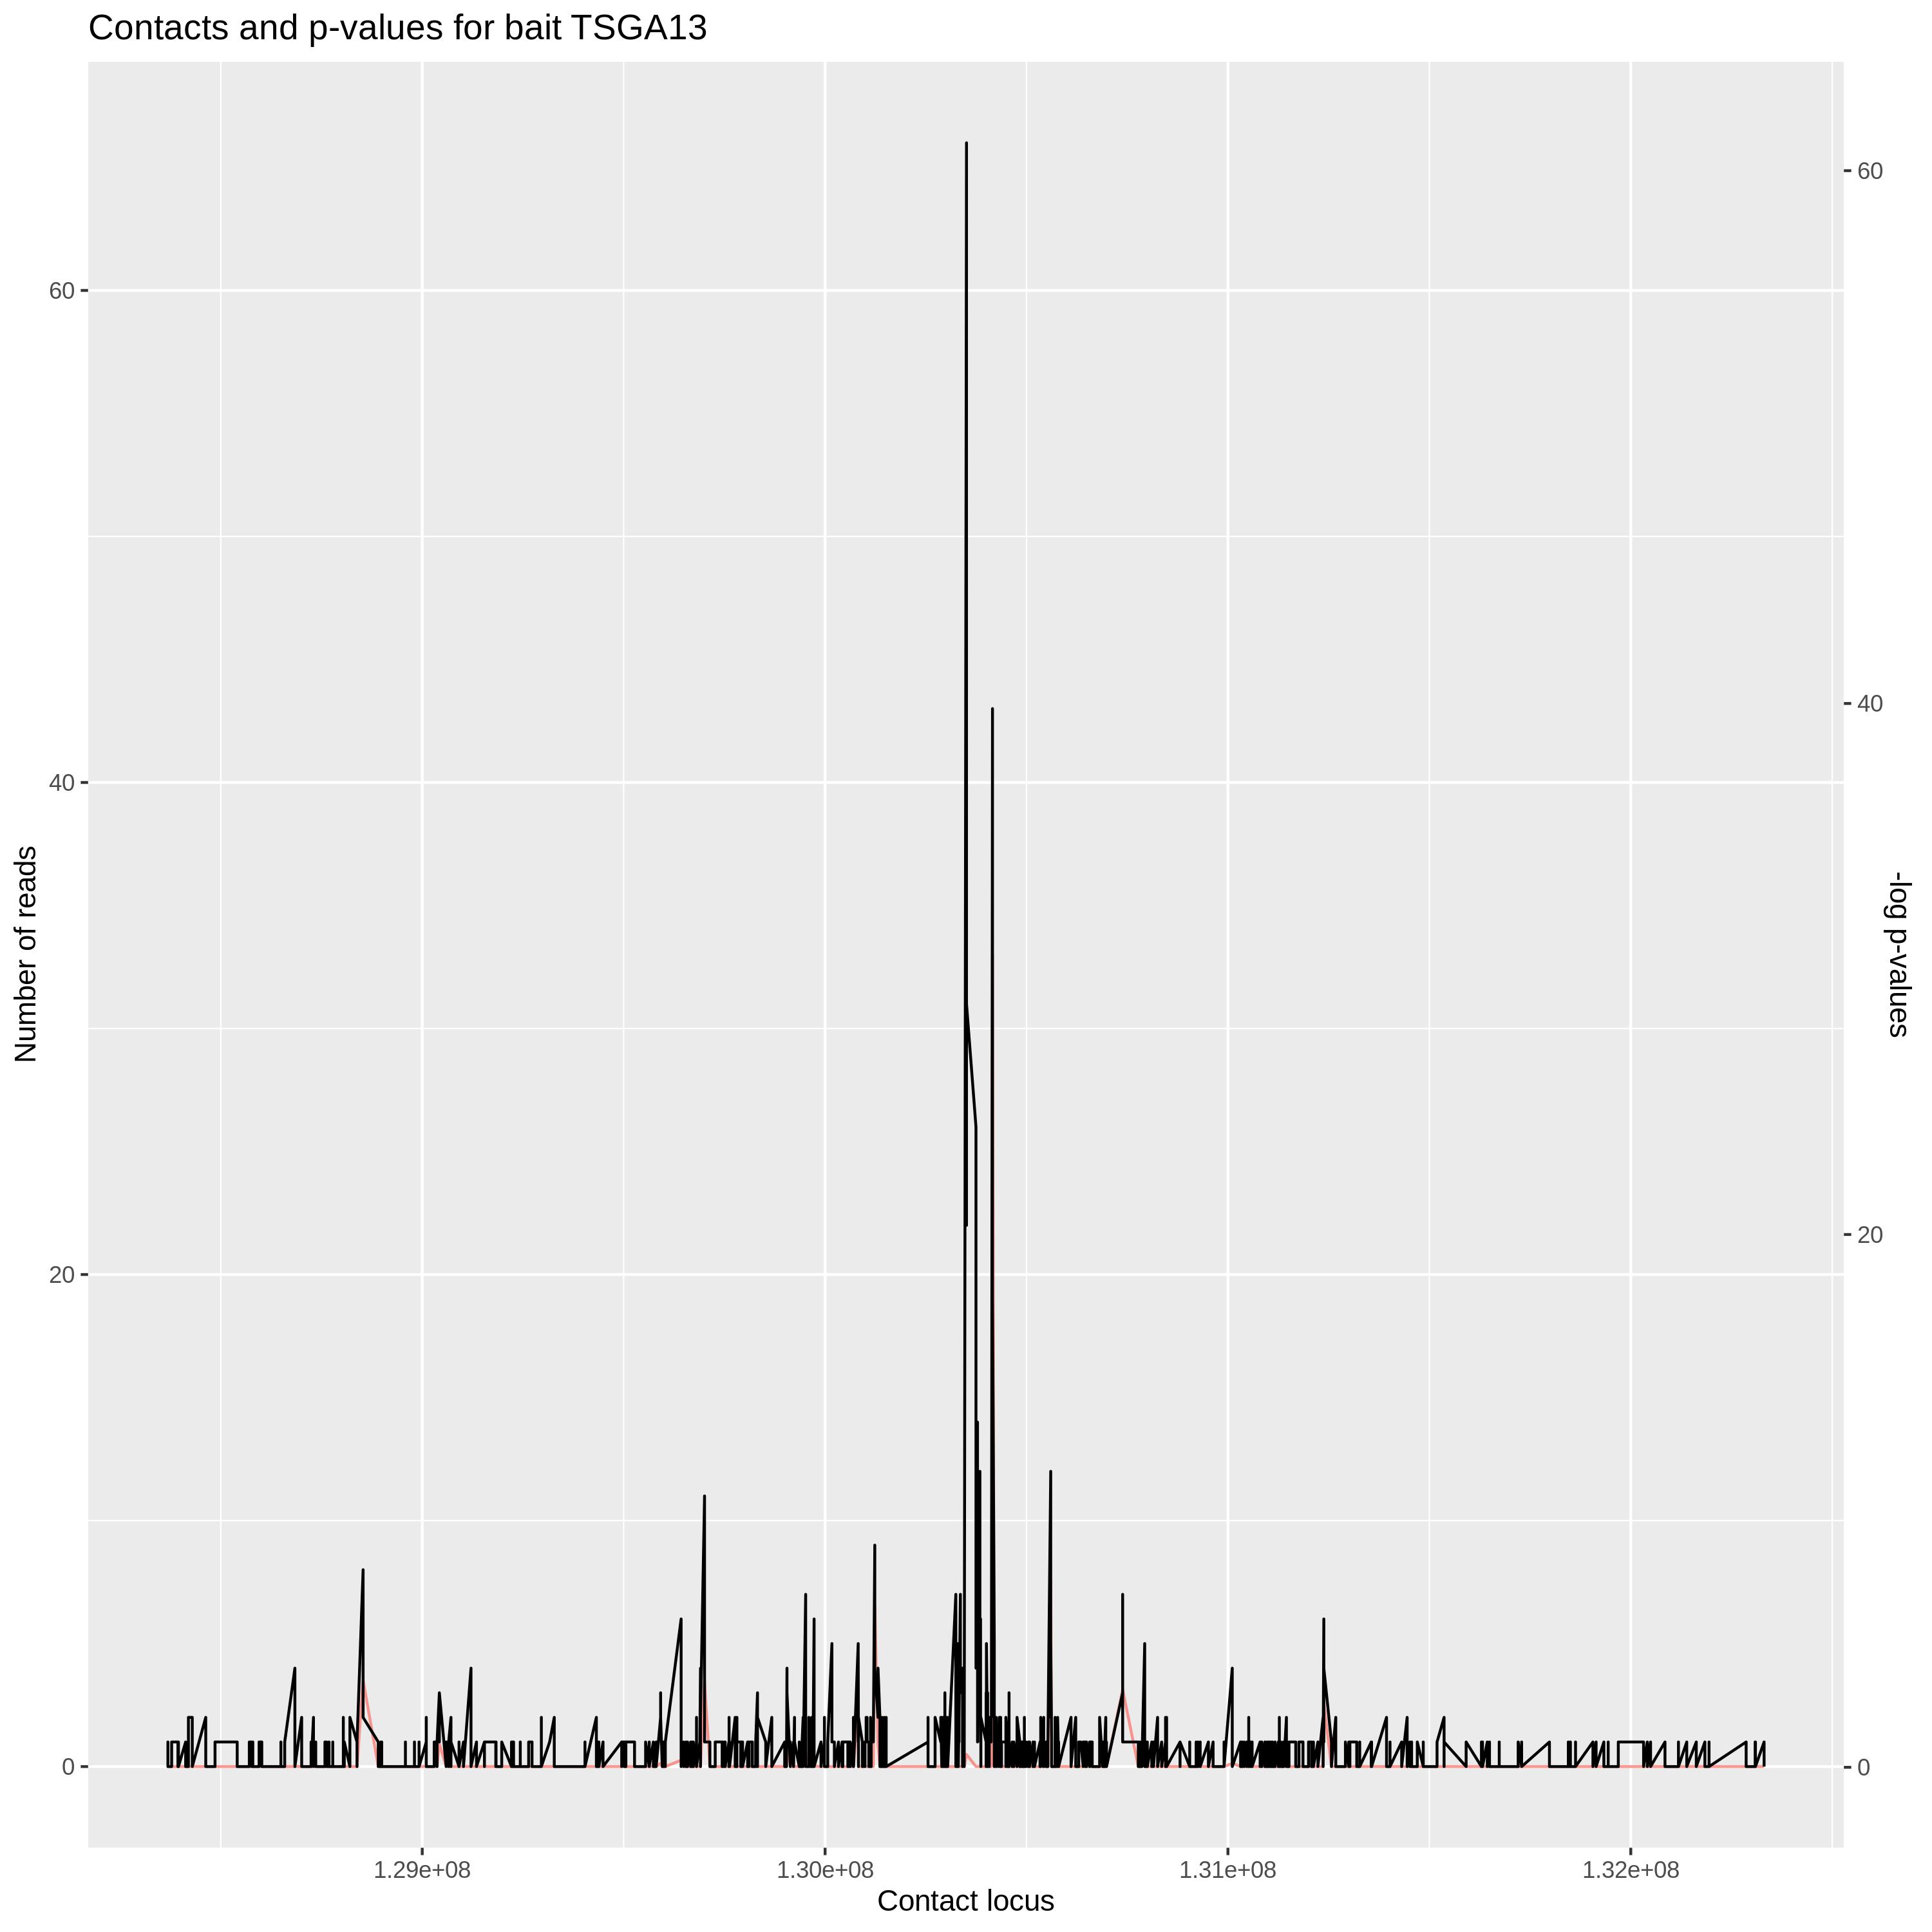 Contacts and p-values for bait TSGA13
Number of reads
60
40
20
0
60
40
20
0
-log p-values
1.29e+08
1.30e+08
1.31e+08
1.32e+08
Contact locus